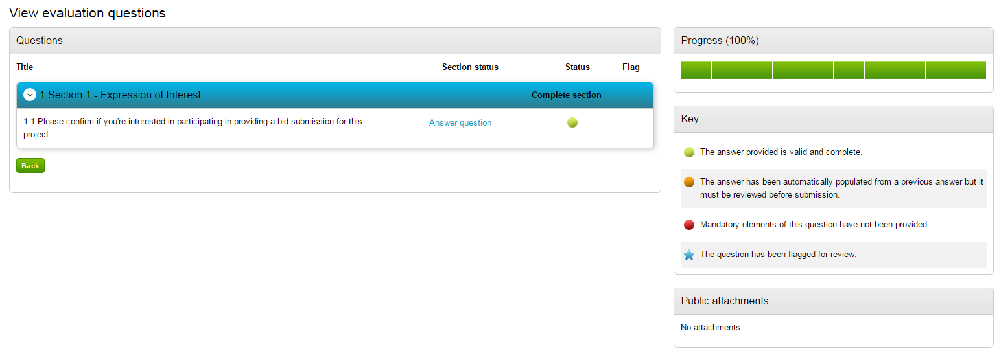 View evaluation questions
Questions
Title Section status Status Flag
1 Section 1 - Expression of Interest Complete section
1.1 Please confirm if you're interested in participating in providing a bid submission for this
project
Answer question
Back
Progress (100%)
Key
The answer provided is valid and complete.
The answer has been automatically populated from a previous answer but it
must be reviewed before submission.
Mandatory elements of this question have not been provided.
The question has been flagged for review.
Public attachments
No attachments